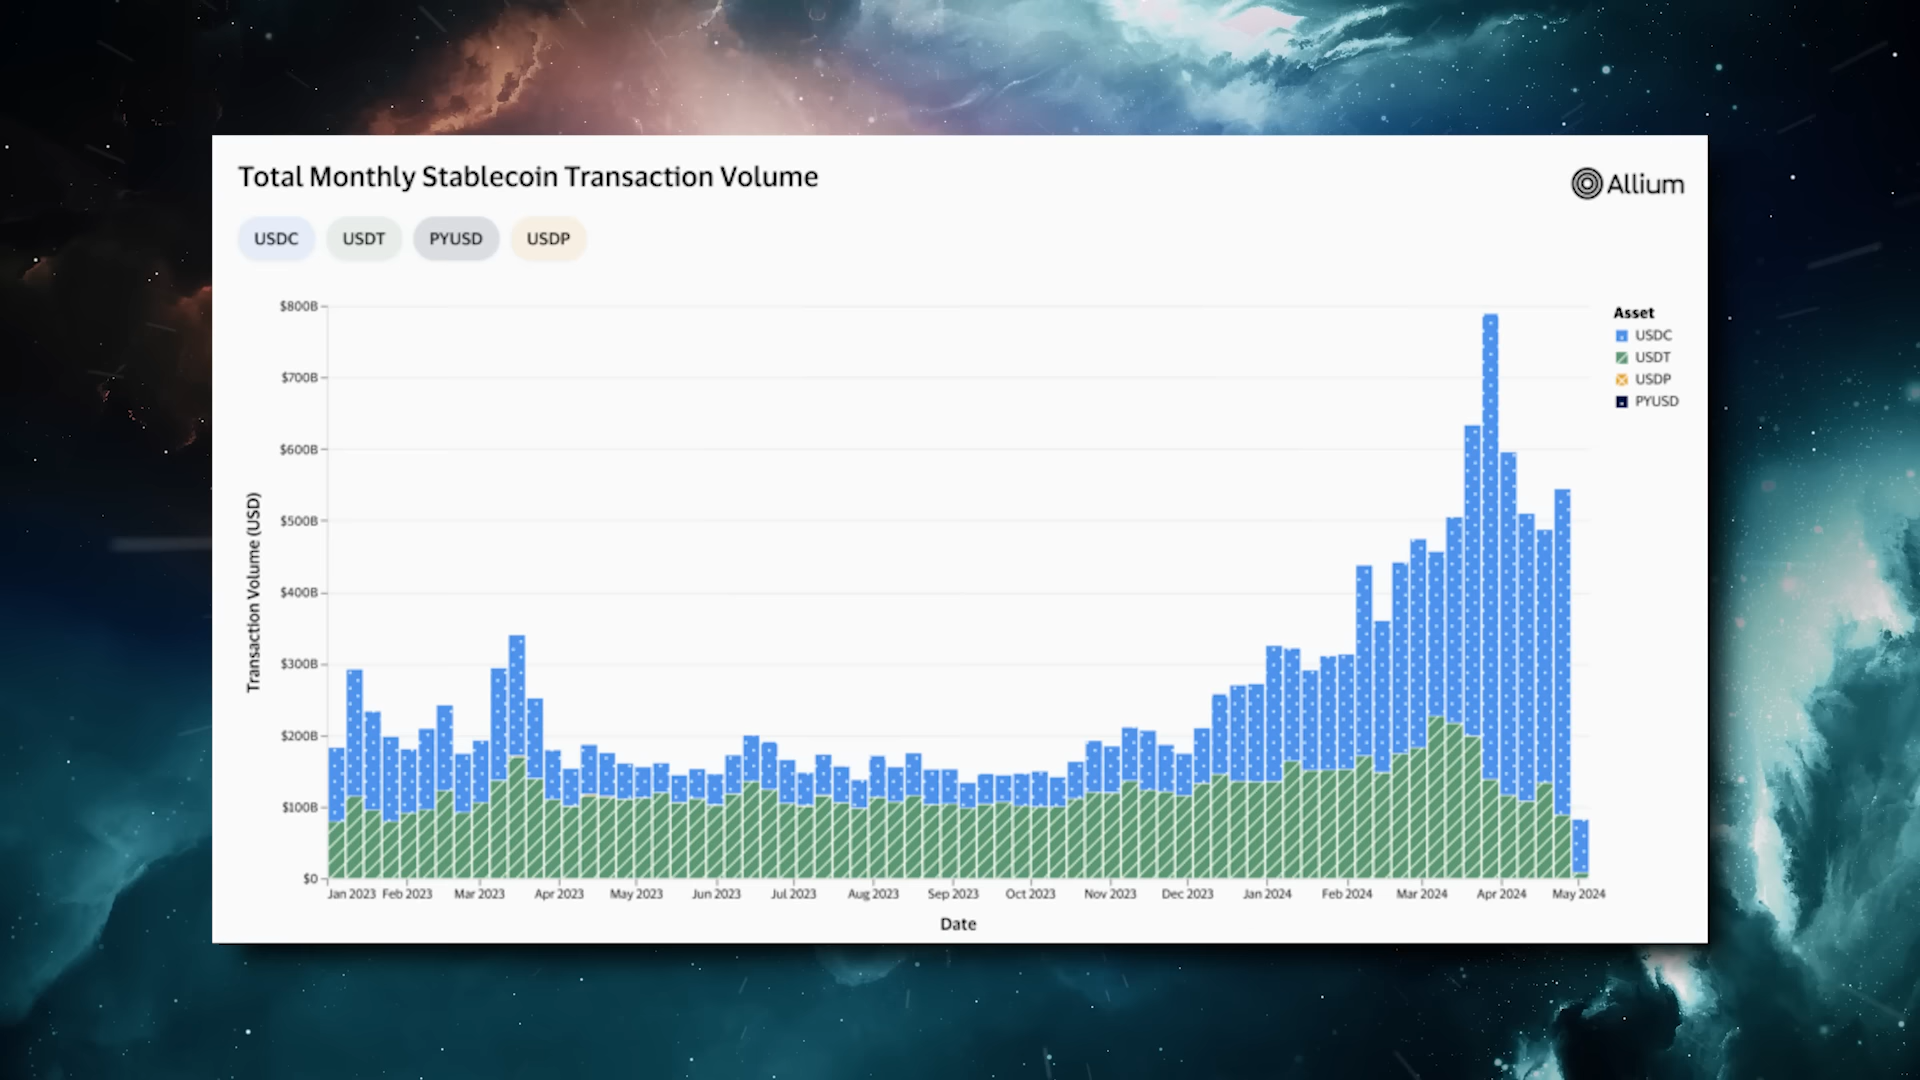 Total Monthly Stablecoin Transaction Volume
Allium
USDC USDT PYUSD USDP
$800B
$700B
$600B
$500B
$400B
$300B
$200B
$100B
$0
Transaction Volume (USD)
Jan 2023 Feb 2023 Mar 2023 Apr 2023 May 2023 Jun 2023 Jul 2023 Aug 2023 Sep 2023 Oct 2023 Nov 2023 Dec 2023 Jan 2024 Feb 2024 Mar 2024 Apr 2024 May 2024
Date
Asset
USDC
USDT
USDP
PYUSD